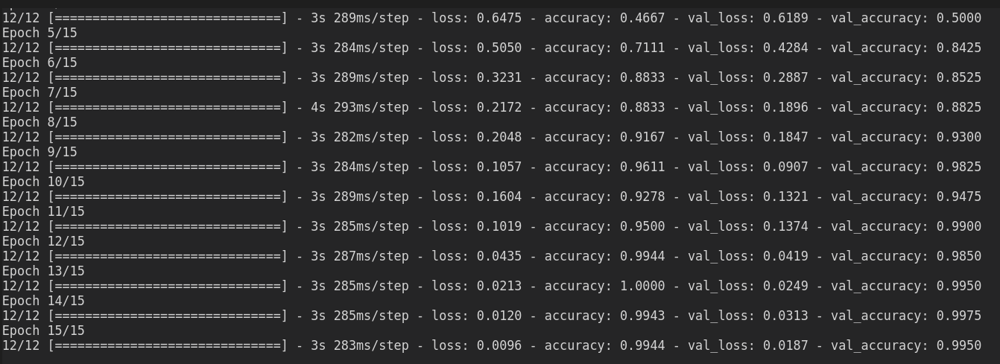 12/12 [==============================] - 3s 289ms/step - loss: 0.6475 - accuracy: 0.4667 - val_loss: 0.6189 - val_accuracy: 0.5000
Epoch 5/15
12/12 [==============================] - 3s 284ms/step - loss: 0.5050 - accuracy: 0.7111 - val_loss: 0.4284 - val_accuracy: 0.8425
Epoch 6/15
12/12 [==============================] - 3s 289ms/step - loss: 0.3231 - accuracy: 0.8833 - val_loss: 0.2887 - val_accuracy: 0.8525
Epoch 7/15
12/12 [==============================] - 4s 293ms/step - loss: 0.2172 - accuracy: 0.8833 - val_loss: 0.1896 - val_accuracy: 0.8825
Epoch 8/15
12/12 [==============================] - 3s 282ms/step - loss: 0.2048 - accuracy: 0.9167 - val_loss: 0.1847 - val_accuracy: 0.9300
Epoch 9/15
12/12 [==============================] - 3s 284ms/step - loss: 0.1057 - accuracy: 0.9611 - val_loss: 0.0907 - val_accuracy: 0.9825
Epoch 10/15
12/12 [==============================] - 3s 289ms/step - loss: 0.1604 - accuracy: 0.9278 - val_loss: 0.1321 - val_accuracy: 0.9475
Epoch 11/15
12/12 [==============================] - 3s 285ms/step - loss: 0.1019 - accuracy: 0.9500 - val_loss: 0.1374 - val_accuracy: 0.9900
Epoch 12/15
12/12 [==============================] - 3s 287ms/step - loss: 0.0435 - accuracy: 0.9944 - val_loss: 0.0419 - val_accuracy: 0.9850
Epoch 13/15
12/12 [==============================] - 3s 285ms/step - loss: 0.0213 - accuracy: 1.0000 - val_loss: 0.0249 - val_accuracy: 0.9950
Epoch 14/15
12/12 [==============================] - 3s 285ms/step - loss: 0.0120 - accuracy: 0.9943 - val_loss: 0.0313 - val_accuracy: 0.9975
Epoch 15/15
12/12 [==============================] - 3s 283ms/step - loss: 0.0096 - accuracy: 0.9944 - val_loss: 0.0187 - val_accuracy: 0.9950